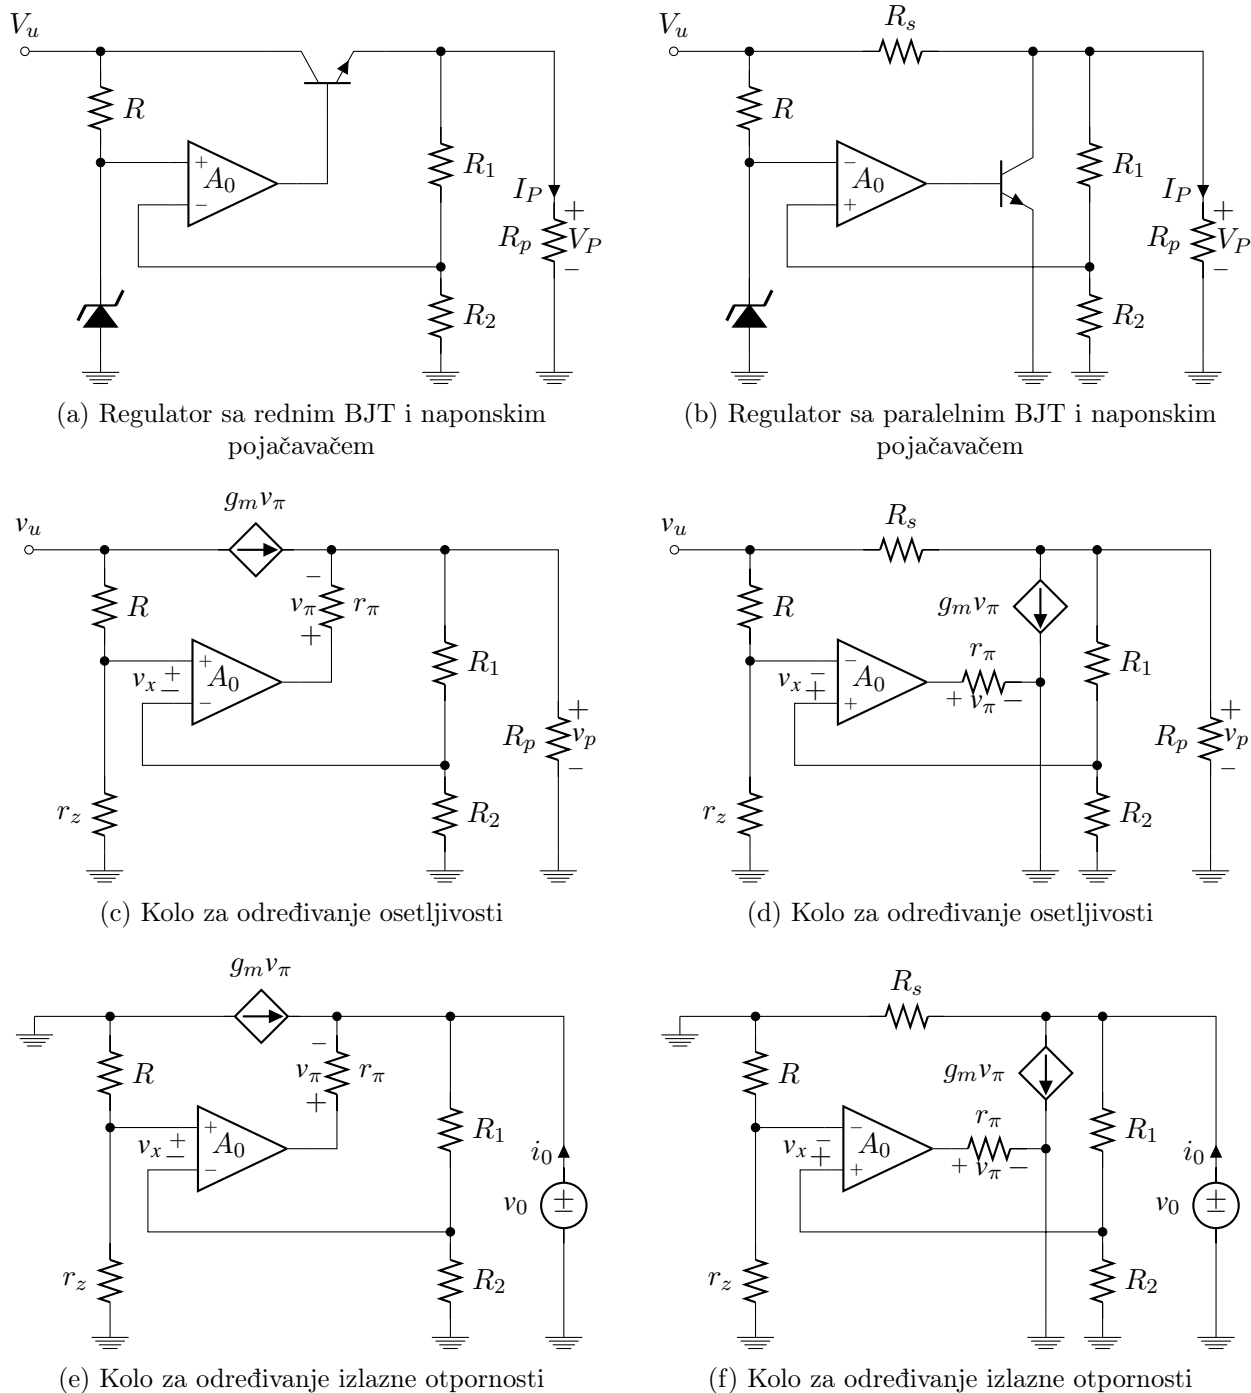 V_u
R
+
−
A_0
R_1
R_2
I_P
+
R_p
V_P
−
(a) Regulator sa rednim BJT i naponskim
pojačavačem
V_u
R_s
R
−
+
A_0
R_1
R_2
I_P
+
R_p
V_P
−
(b) Regulator sa paralelnim BJT i naponskim
pojačavačem
g_m v_π
v_u
−
v_π
r_π
+
R
v_x
+
−
+
−
A_0
R_1
r_z
R_2
R_p
+
v_p
−
(c) Kolo za određivanje osetljivosti
v_u
R_s
g_m v_π
R
r_π
v_x
−
+
−
+
A_0
+ v_π −
R_1
r_z
R_2
R_p
+
v_p
−
(d) Kolo za određivanje osetljivosti
g_m v_π
−
v_π
r_π
+
R
v_x
+
−
+
−
A_0
R_1
i_0
v_0
+
−
r_z
R_2
(e) Kolo za određivanje izlazne otpornosti
R_s
g_m v_π
R
r_π
v_x
−
+
−
+
A_0
+ v_π −
R_1
i_0
v_0
+
−
r_z
R_2
(f) Kolo za određivanje izlazne otpornosti